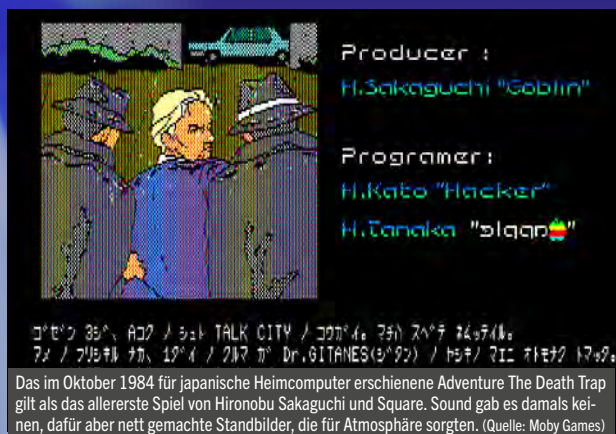 Producer :
H.Sakaguchi "Goblin"
Programer:
H.Kato "Hacker"
H.Tanaka
ゴゼン 3ジ、Aコク ノ シュト TALK CITY ノ コウガイ。マチハ スベテ ネムッテイル。
アメ ノ フリシキル ナカ、1ダイ ノ クルマ ガ Dr.GITANES(ジタン) ノ ヤシキノ マエニ オトモナク トマッタ。
Das im Oktober 1984 für japanische Heimcomputer erschienene Adventure The Death Trap
gilt als das allererste Spiel von Hironobu Sakaguchi und Square. Sound gab es damals kei-
nen, dafür aber nett gemachte Standbilder, die für Atmosphäre sorgten. (Quelle: Moby Games)